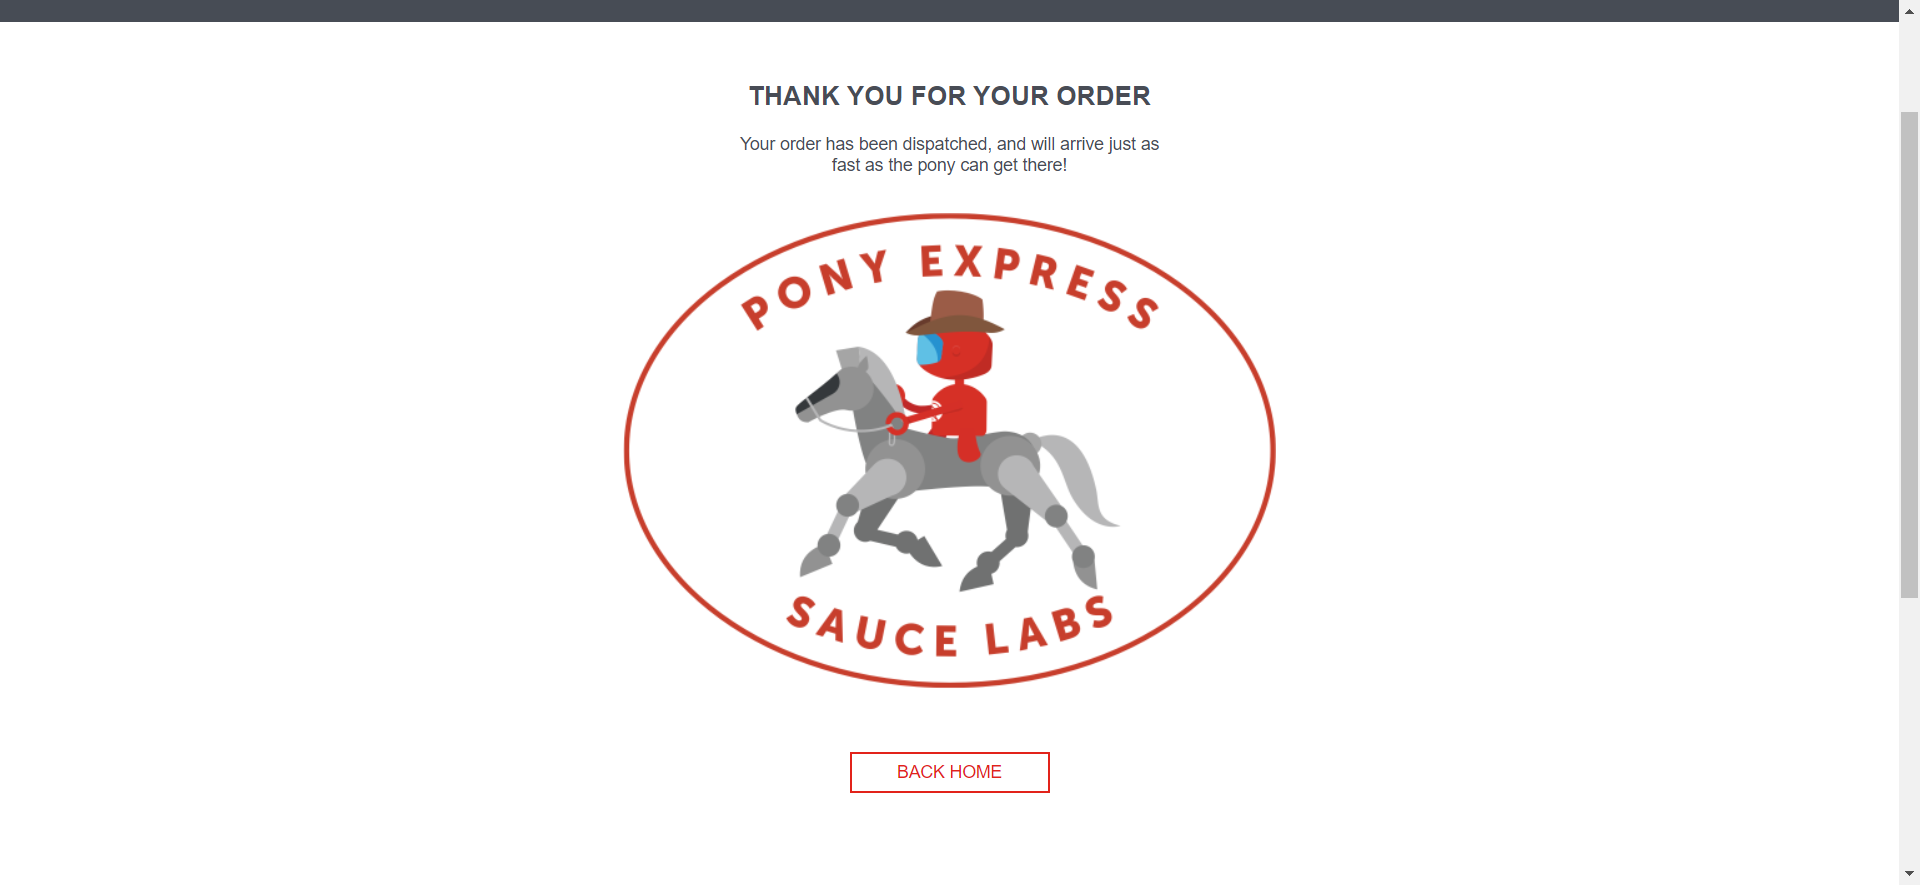 THANK YOU FOR YOUR ORDER
Your order has been dispatched, and will arrive just as
fast as the pony can get there!
PONY EXPRESS
SAUCE LABS
BACK HOME